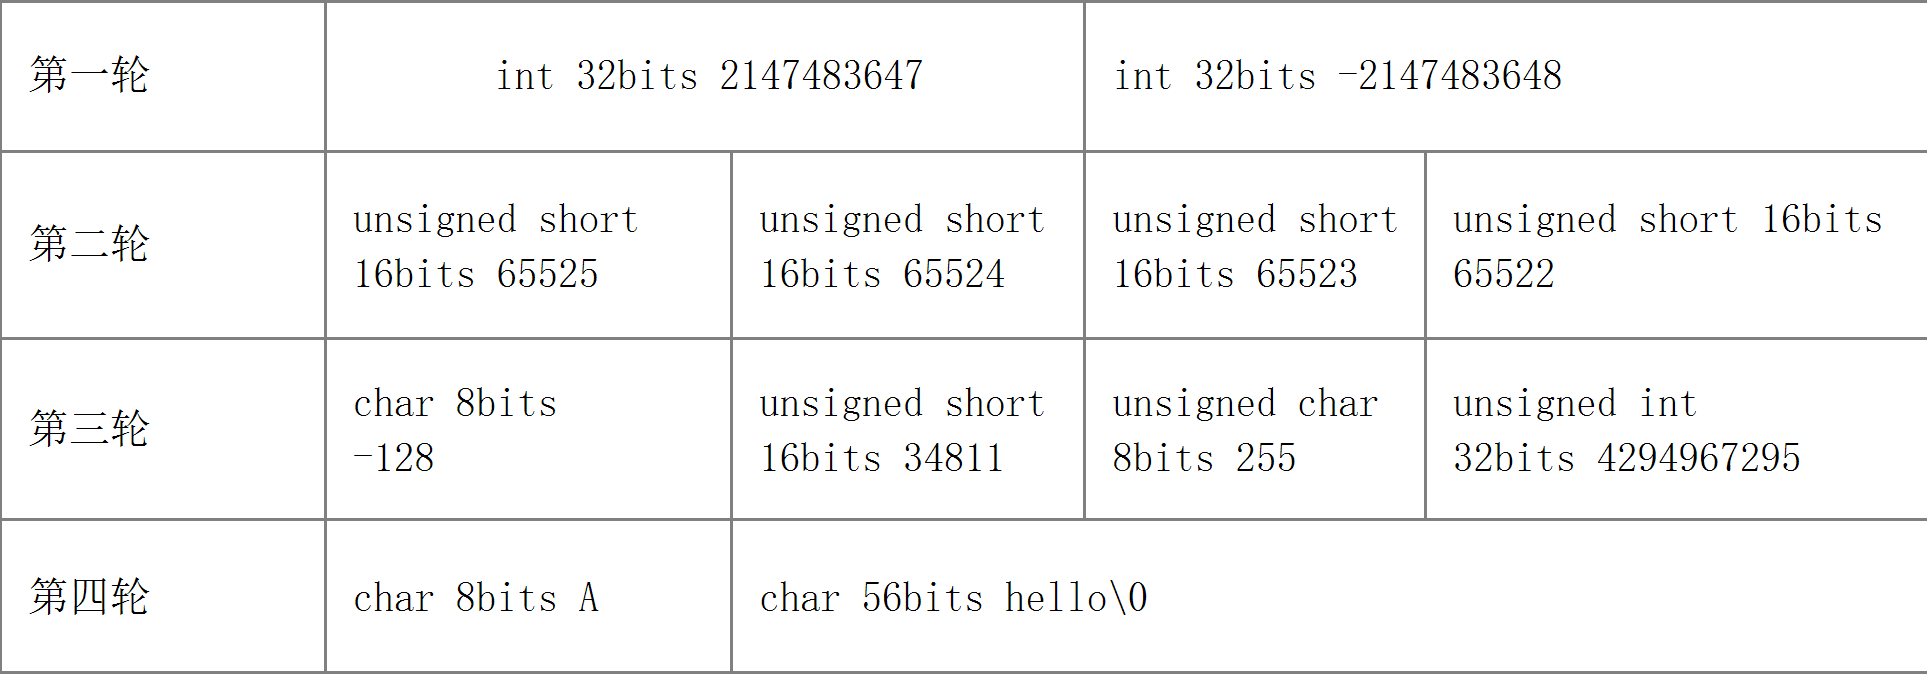 第一轮
int 32bits 2147483647
int 32bits -2147483648
第二轮
unsigned short
16bits 65525
unsigned short
16bits 65524
unsigned short
16bits 65523
unsigned short 16bits
65522
第三轮
char 8bits
-128
unsigned short
16bits 34811
unsigned char
8bits 255
unsigned int
32bits 4294967295
第四轮
char 8bits A
char 56bits hello\0